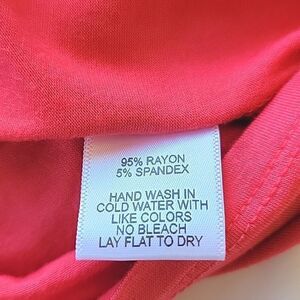 95% RAYON
5% SPANDEX
HAND WASH IN
COLD WATER WITH
LIKE COLORS
NO BLEACH
LAY FLAT TO DRY